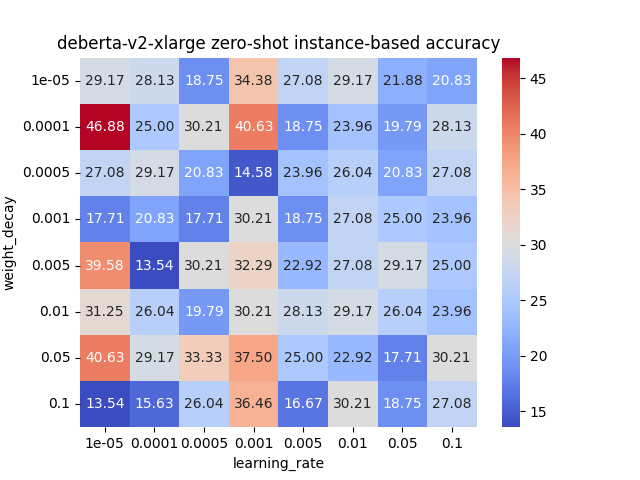 deberta-v2-xlarge zero-shot instance-based accuracy
1e-05 29.17 28.13 18.75 34.38 27.08 29.17 21.88 20.83
0.0001 46.88 25.00 30.21 40.63 18.75 23.96 19.79 28.13
0.0005 27.08 29.17 20.83 14.58 23.96 26.04 20.83 27.08
0.001 17.71 20.83 17.71 30.21 18.75 27.08 25.00 23.96
0.005 39.58 13.54 30.21 32.29 22.92 27.08 29.17 25.00
0.01 31.25 26.04 19.79 30.21 28.13 29.17 26.04 23.96
0.05 40.63 29.17 33.33 37.50 25.00 22.92 17.71 30.21
0.1 13.54 15.63 26.04 36.46 16.67 30.21 18.75 27.08
1e-05 0.0001 0.0005 0.001 0.005 0.01 0.05 0.1
learning_rate
weight_decay
45
40
35
30
25
20
15